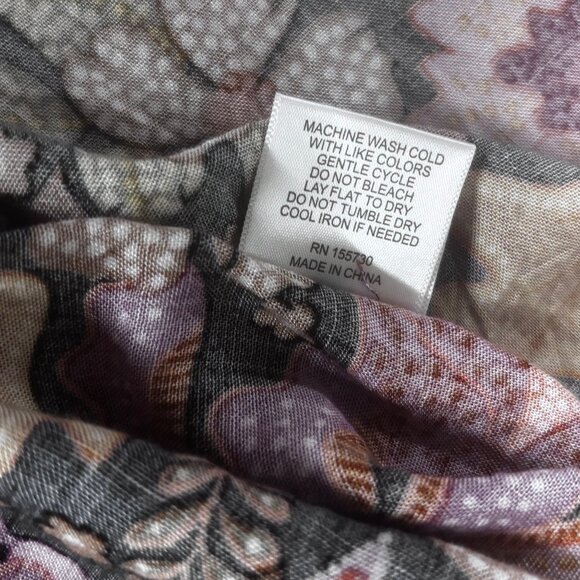 MACHINE WASH COLD
WITH LIKE COLORS
GENTLE CYCLE
DO NOT BLEACH
LAY FLAT TO DRY
DO NOT TUMBLE DRY
COOL IRON IF NEEDED
RN 155730
MADE IN CHINA